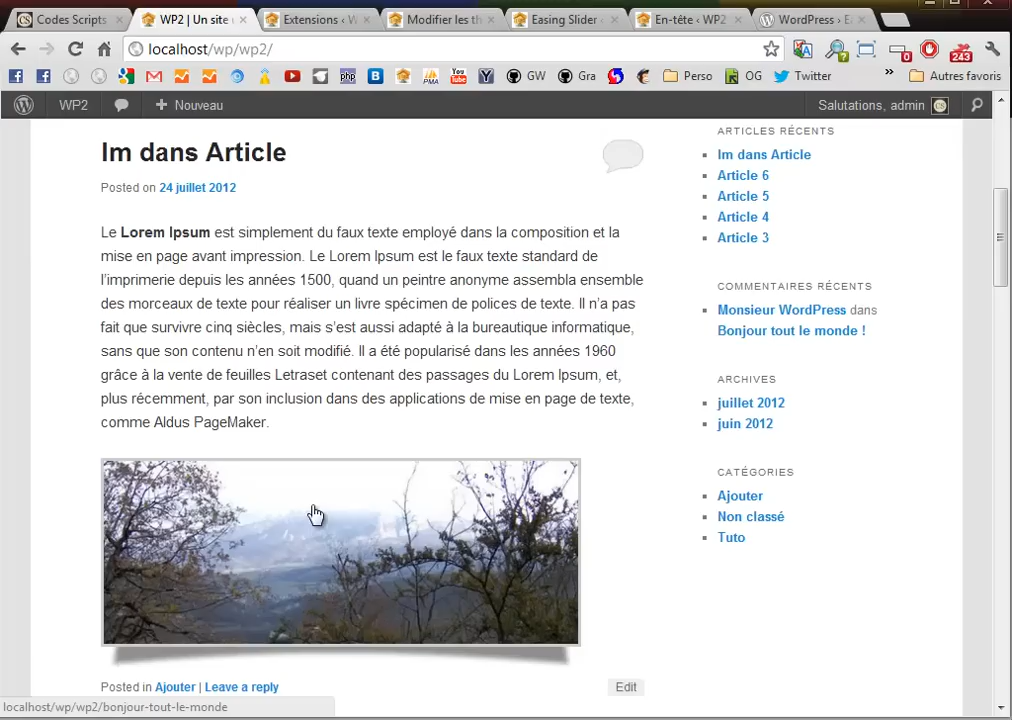 Codes Scripts
WP2 | Un site
Extensions ‹ W
Modifier les th
Easing Slider
En-tête ‹ WP2
WordPress › Ea
localhost/wp/wp2/
php
PMA
You Tube
GW
Gra
Perso
OG
Twitter
»
Autres favoris
0
243
WP2
Nouveau
Salutations, admin
Im dans Article
Posted on 24 juillet 2012
Le Lorem Ipsum est simplement du faux texte employé dans la composition et la
mise en page avant impression. Le Lorem Ipsum est le faux texte standard de
l’imprimerie depuis les années 1500, quand un peintre anonyme assembla ensemble
des morceaux de texte pour réaliser un livre spécimen de polices de texte. Il n’a pas
fait que survivre cinq siècles, mais s’est aussi adapté à la bureautique informatique,
sans que son contenu n’en soit modifié. Il a été popularisé dans les années 1960
grâce à la vente de feuilles Letraset contenant des passages du Lorem Ipsum, et,
plus récemment, par son inclusion dans des applications de mise en page de texte,
comme Aldus PageMaker.
Posted in Ajouter | Leave a reply
Edit
ARTICLES RÉCENTS
Im dans Article
Article 6
Article 5
Article 4
Article 3
COMMENTAIRES RÉCENTS
Monsieur WordPress dans
Bonjour tout le monde !
ARCHIVES
juillet 2012
juin 2012
CATÉGORIES
Ajouter
Non classé
Tuto
localhost/wp/wp2/bonjour-tout-le-monde